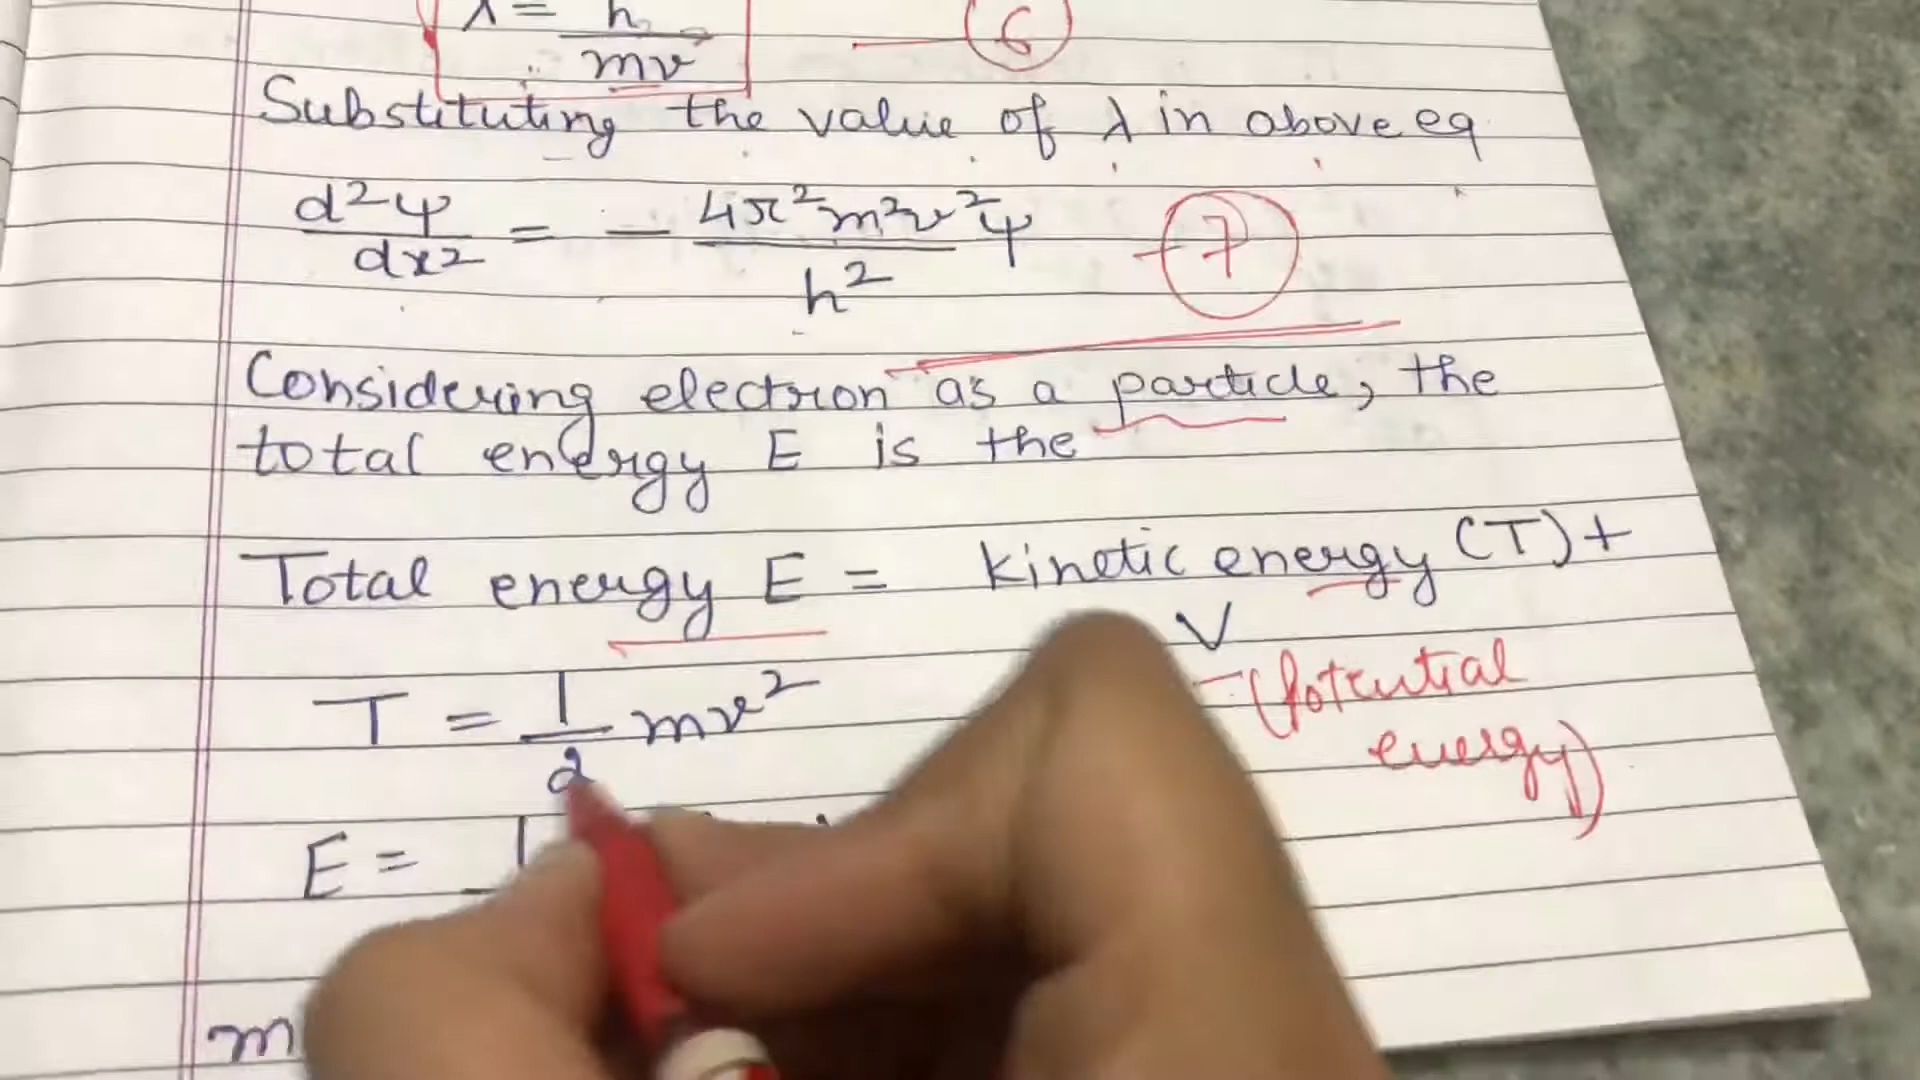 λ = h/mv ⑥
Substituting the value of λ in above eq
d²ψ/dx² = - 4π²m²v²ψ/h² ⑦
Considering electron as a particle, the
total energy E is the
Total energy E = kinetic energy (T) +
V
(Potential
energy)
T = 1/2 mv²
E = 1
m